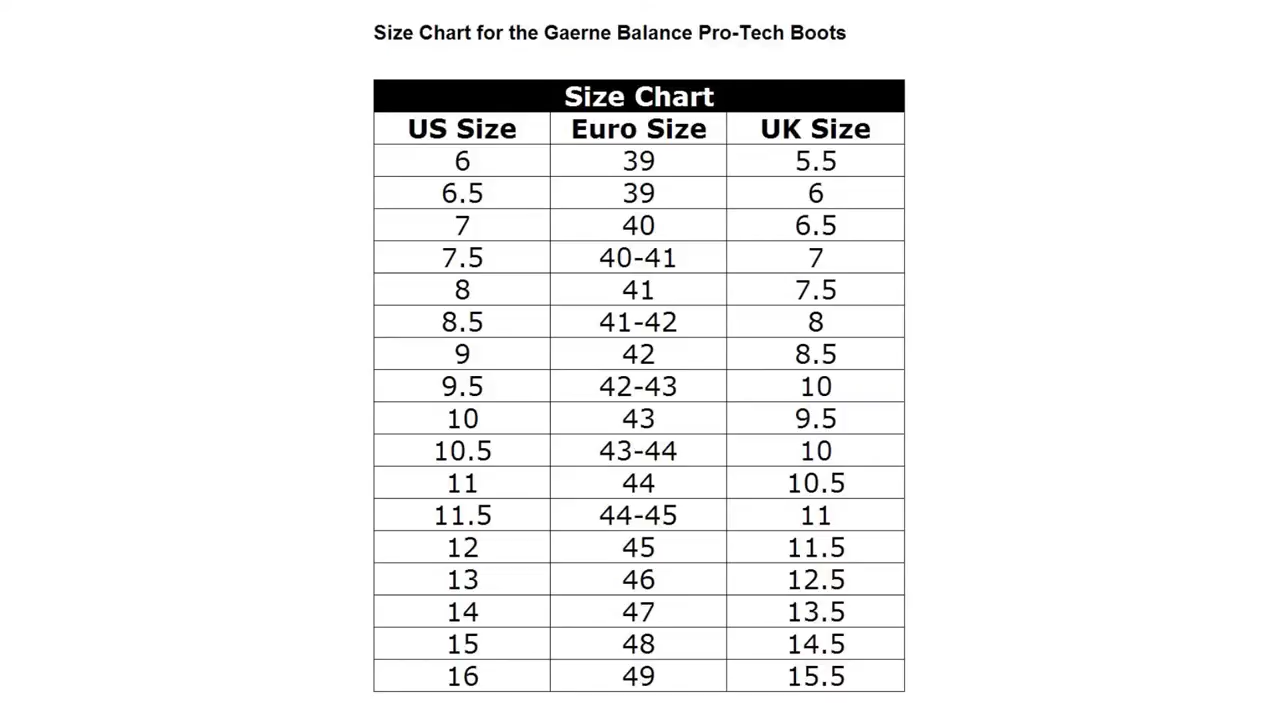 Size Chart for the Gaerne Balance Pro-Tech Boots
Size Chart
US Size Euro Size UK Size
6 39 5.5
6.5 39 6
7 40 6.5
7.5 40-41 7
8 41 7.5
8.5 41-42 8
9 42 8.5
9.5 42-43 10
10 43 9.5
10.5 43-44 10
11 44 10.5
11.5 44-45 11
12 45 11.5
13 46 12.5
14 47 13.5
15 48 14.5
16 49 15.5